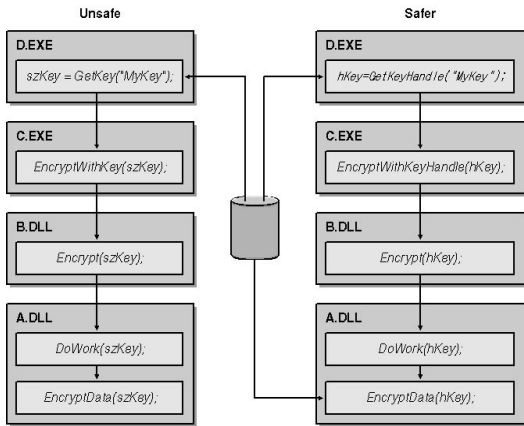 Unsafe
D.EXE
szKey = GetKey("MyKey");
C.EXE
EncryptWithKey(szKey);
B.DLL
Encrypt(szKey);
A.DLL
DoWork(szKey);
EncryptData(szKey);
Safer
D.EXE
hKey=GetKeyHandle("MyKey");
C.EXE
EncryptWithKeyHandle(hKey);
B.DLL
Encrypt(hKey);
A.DLL
DoWork(hKey);
EncryptData(hKey);